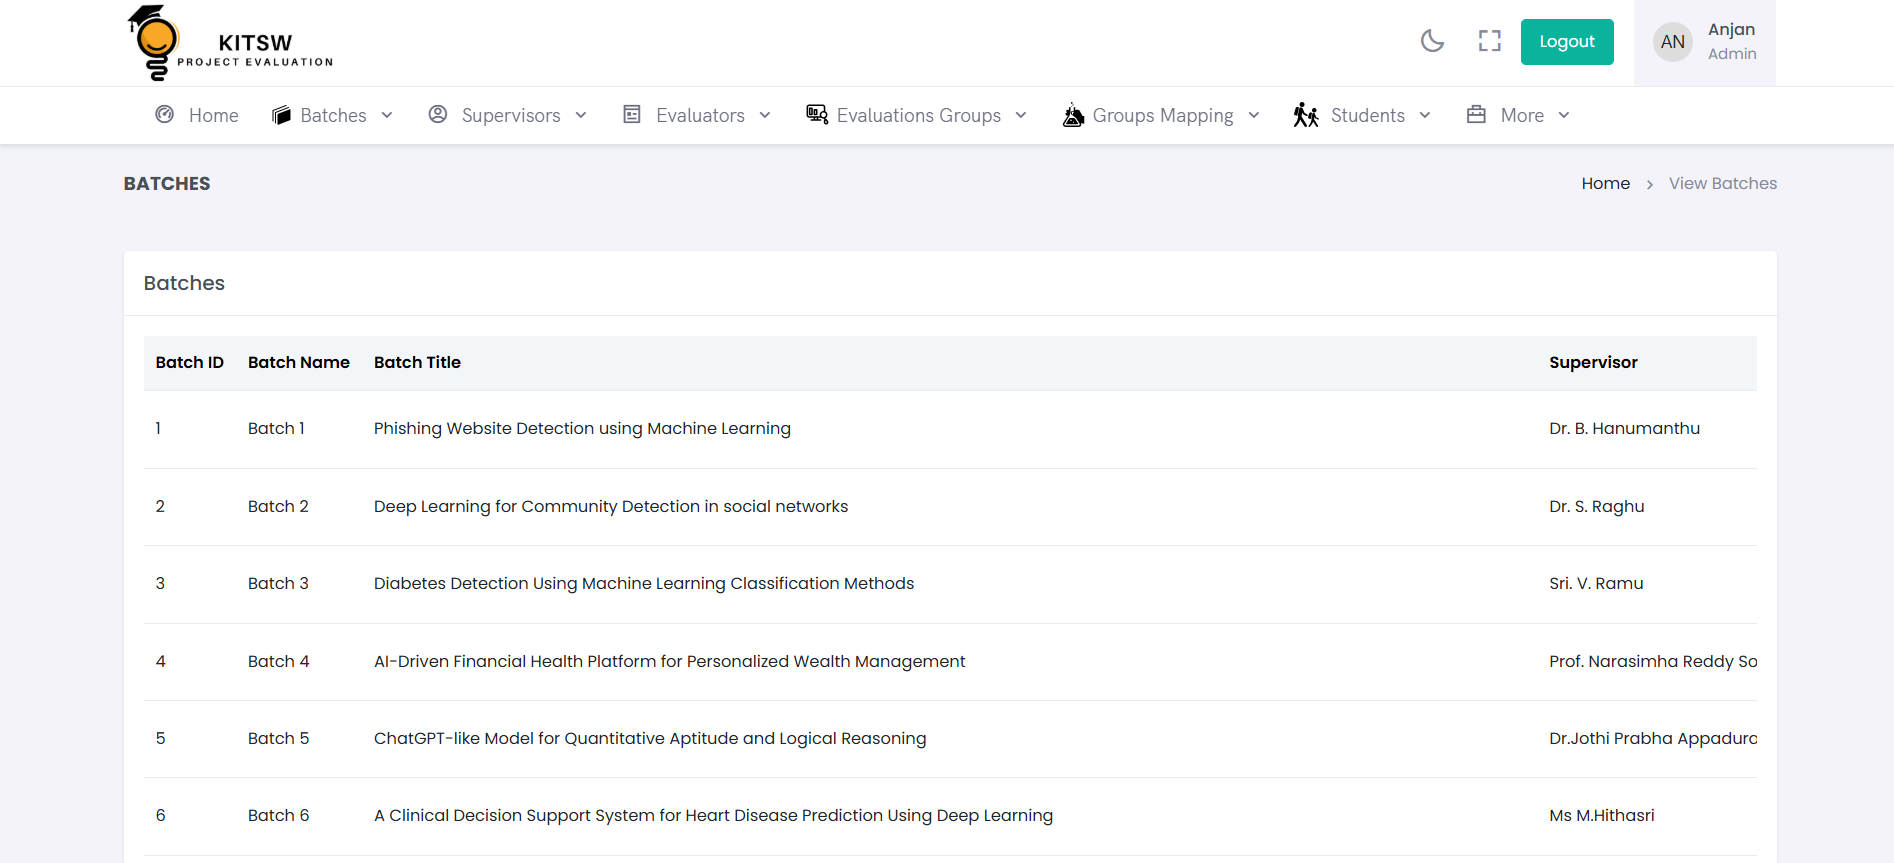 KITSW
PROJECT EVALUATION
Logout
AN
Anjan
Admin
Home Batches Supervisors Evaluators Evaluations Groups Groups Mapping Students More
BATCHES
Home > View Batches
Batches
Batch ID Batch Name Batch Title Supervisor
1 Batch 1 Phishing Website Detection using Machine Learning Dr. B. Hanumanthu
2 Batch 2 Deep Learning for Community Detection in social networks Dr. S. Raghu
3 Batch 3 Diabetes Detection Using Machine Learning Classification Methods Sri. V. Ramu
4 Batch 4 AI-Driven Financial Health Platform for Personalized Wealth Management Prof. Narasimha Reddy So
5 Batch 5 ChatGPT-like Model for Quantitative Aptitude and Logical Reasoning Dr.Jothi Prabha Appadura
6 Batch 6 A Clinical Decision Support System for Heart Disease Prediction Using Deep Learning Ms M.Hithasri